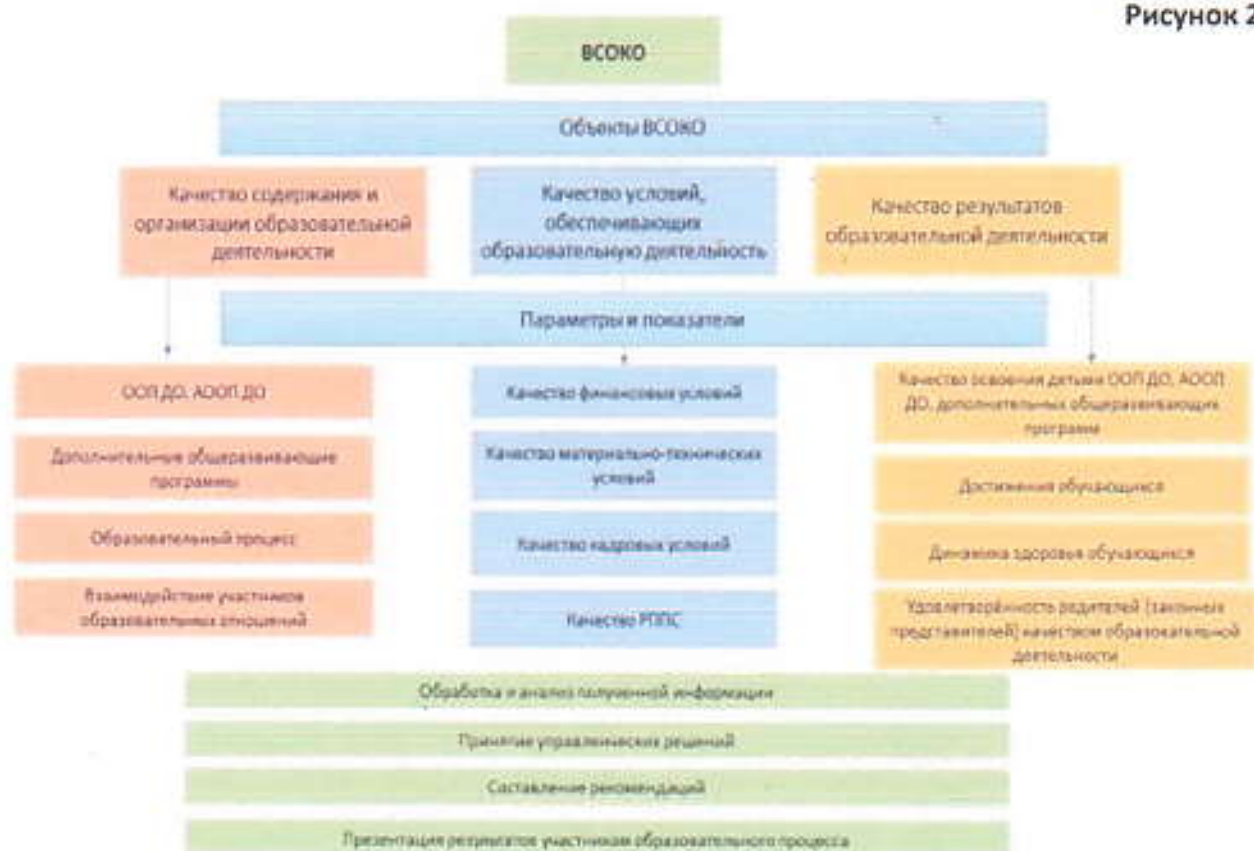 Рисунок 2
ВСОКО
Объекты ВСОКО
Качество содержания и
организации образовательной
деятельности
Качество условий,
обеспечивающих
образовательную деятельность
Качество результатов
образовательной деятельности
Параметры и показатели
ООП ДО, АООП ДО
Дополнительные общеразвивающие
программы
Образовательный процесс
Взаимодействие участников
образовательных отношений
Качество финансовых условий
Качество материально-технических
условий
Качество кадровых условий
Качество РППС
Качество освоения детьми ООП ДО, АООП
ДО, дополнительных общеразвивающих
программ
Достижения обучающихся
Динамика здоровья обучающихся
Удовлетворённость родителей (законных
представителей) качеством образовательной
деятельности
Обработка и анализ полученной информации
Принятие управленческих решений
Составление рекомендаций
Презентация результатов участникам образовательного процесса